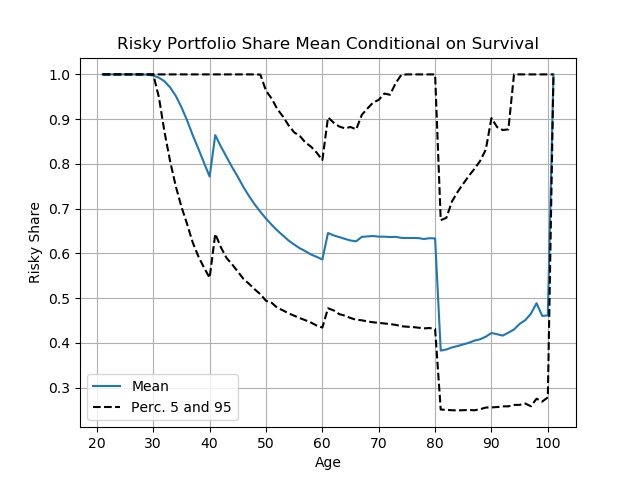 Risky Portfolio Share Mean Conditional on Survival
1.0
0.9
0.8
0.7
0.6
0.5
0.4
0.3
Risky Share
Mean
Perc. 5 and 95
20 30 40 50 60 70 80 90 100
Age